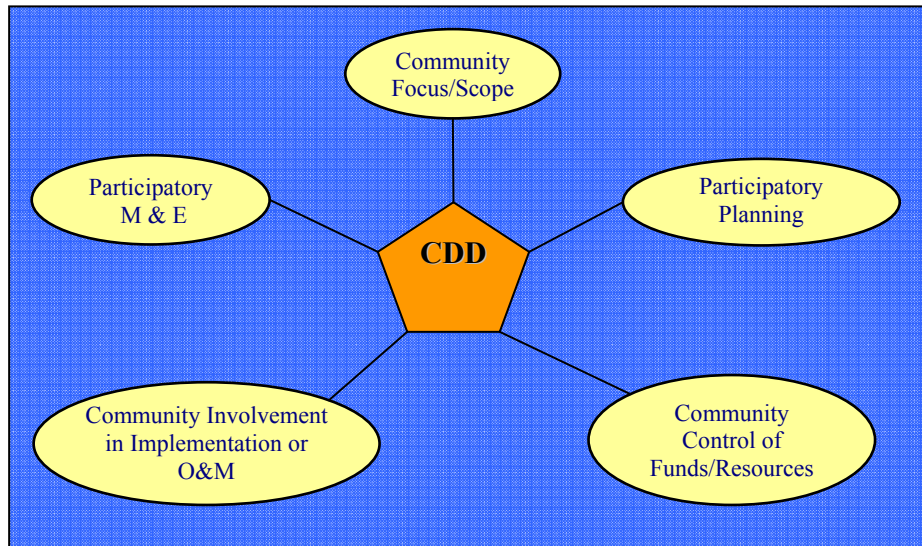 Community
Focus/Scope
Participatory
M & E
Participatory
Planning
CDD
Community Involvement
in Implementation or
O&M
Community
Control of
Funds/Resources